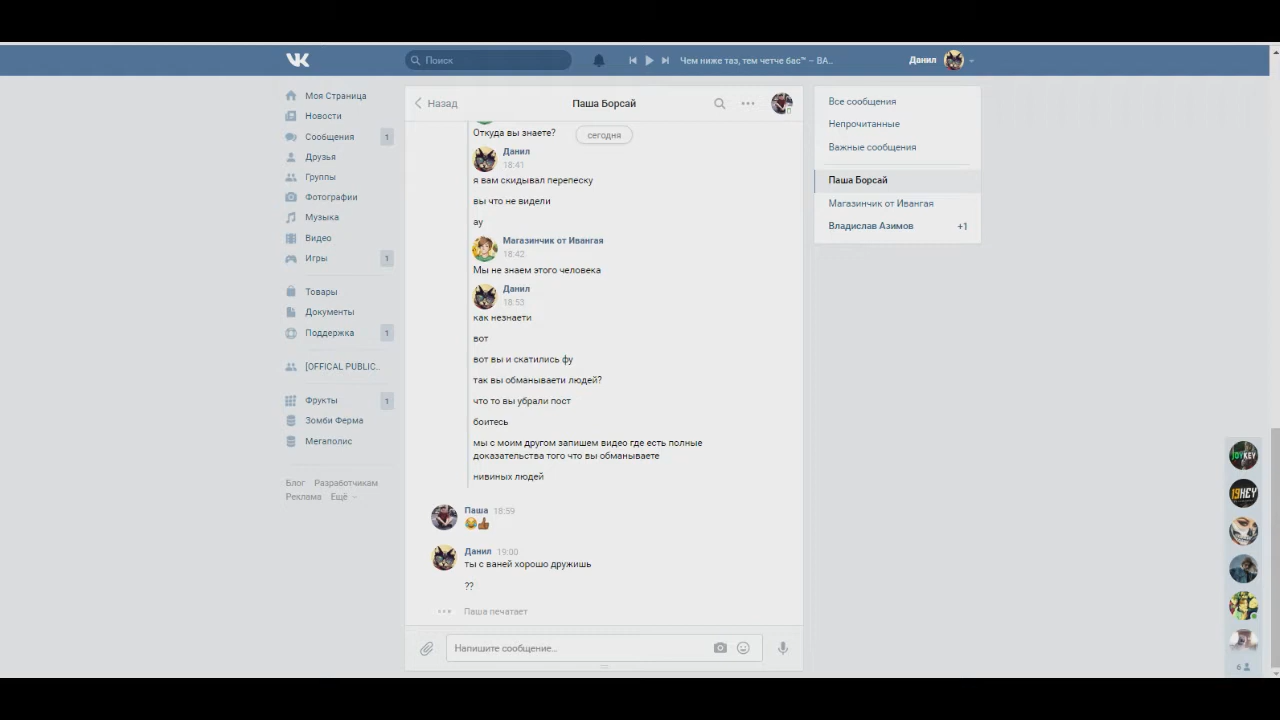 Поиск
Чем ниже таз, тем четче бас™ – BA..
Данил
Моя Страница
Новости
Сообщения 1
Друзья
Группы
Фотографии
Музыка
Видео
Игры 1
Товары
Документы
Поддержка 1
[OFFICAL PUBLIC..
Фрукты 1
Зомби Ферма
Мегаполис
Блог Разработчикам
Реклама Ещё
Назад
Паша Борсай
Откуда вы знаете?
сегодня
Данил
18:41
я вам скидывал перепеску
вы что не видели
ау
Магазинчик от Ивангая
18:42
Мы не знаем этого человека
Данил
18:53
как незнаети
вот
вот вы и скатились фу
так вы обманываети людей?
что то вы убрали пост
боитесь
мы с моим другом запишем видео где есть полные
доказательства того что вы обманываете
нивиных людей
Паша 18:59
Данил 19:00
ты с ваней хорошо дружишь
??
Паша печатает
Напишите сообщение...
Все сообщения
Непрочитанные
Важные сообщения
Паша Борсай
Магазинчик от Ивангая
Владислав Азимов +1
JOYKEY
19HEY
6